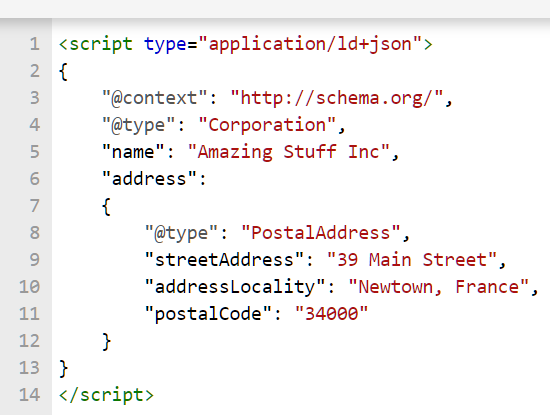 1 <script type="application/ld+json">
2 {
3     "@context": "http://schema.org/",
4     "@type": "Corporation",
5     "name": "Amazing Stuff Inc",
6     "address":
7     {
8         "@type": "PostalAddress",
9         "streetAddress": "39 Main Street",
10         "addressLocality": "Newtown, France",
11         "postalCode": "34000"
12     }
13 }
14 </script>